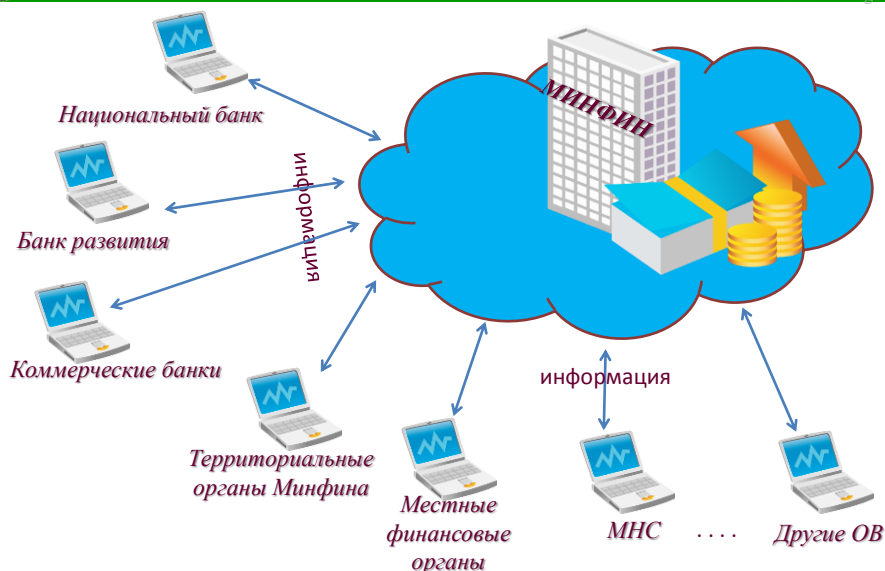 МИНФИН
Национальный банк
информация
Банк развития
Коммерческие банки
информация
Территориальные
органы Минфина
Местные
финансовые
органы
МНС
. . . .
Другие ОВ